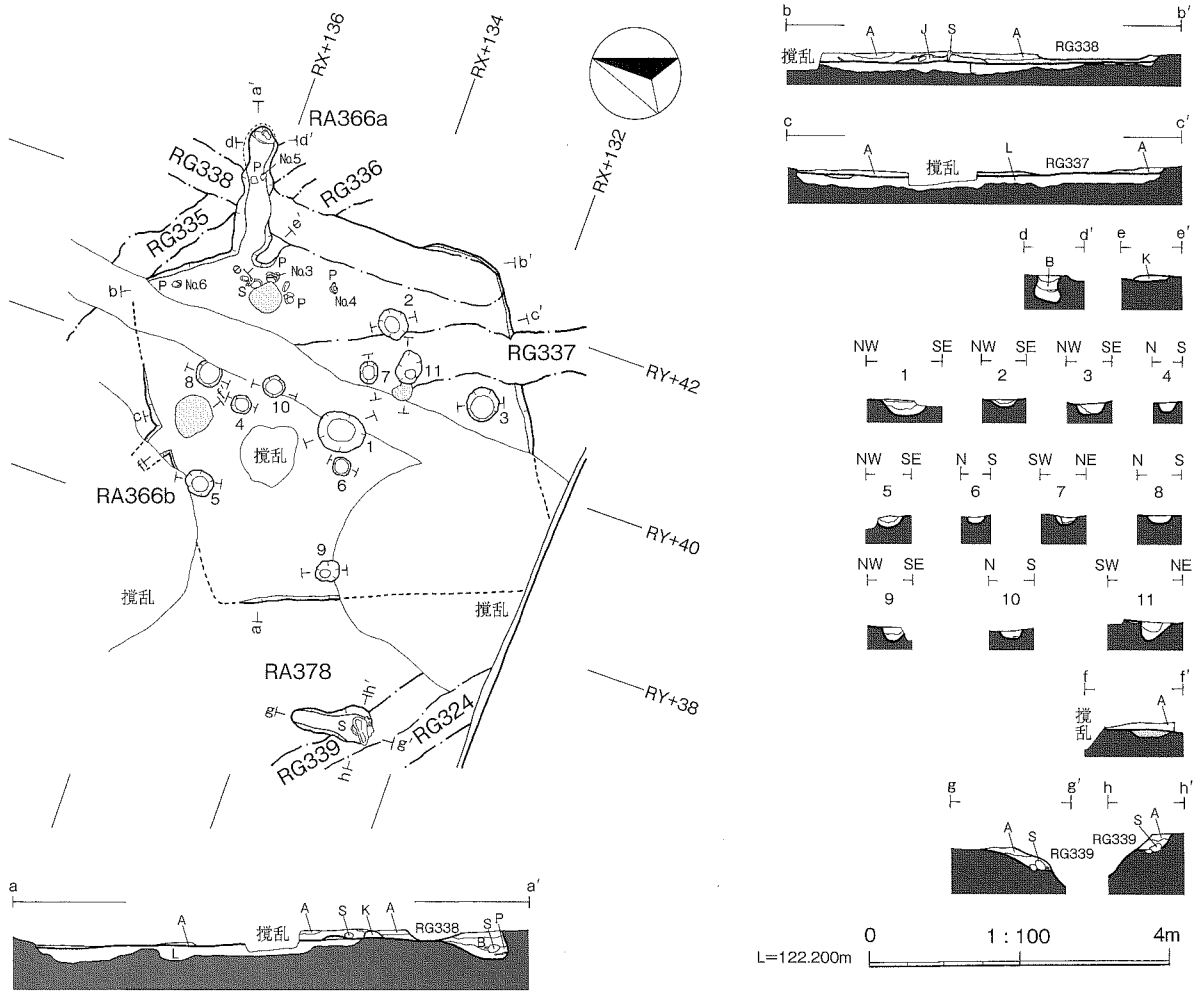 RX+136
RX+134
RX+132
a'
RA366a
d
d'
P
No.5
RG338
RG336
RG335
e'
b'
P
No.3
e
S
P
No.6
P
No.4
P
b
c'
2
RG337
RY+42
7
11
8
f'
4
10
3
c
1
攪乱
f
RA366b
5
6
RY+40
9
攪乱
a
攪乱
RA378
h'
g
S
RY+38
g'
RG324
RG339
h
a
a'
A
攪乱
A
S
K
A
RG338
S
P
B
L
b
b'
攪乱
A
J
S
A
RG338
c
c'
A
攪乱
L
RG337
A
d
d'
e
e'
B
K
NW
SE
NW
SE
NW
SE
N
S
1
2
3
4
NW
SE
N
S
SW
NE
N
S
5
6
7
8
NW
SE
N
S
SW
NE
9
10
11
f
f'
攪乱
A
g
g'
h
h'
A
S
RG339
S
A
RG339
L=122.200m
0
1：100
4m